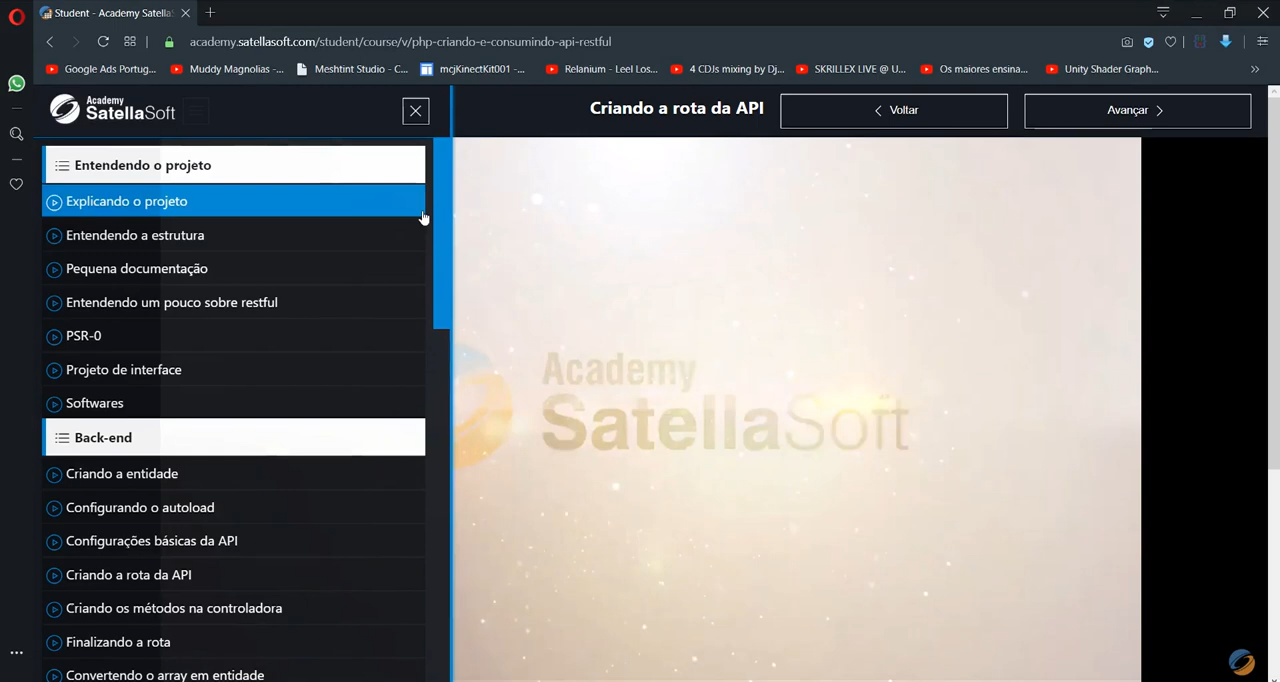 Student - Academy Satella
academy.satellasoft.com/student/course/v/php-criando-e-consumindo-api-restful
Google Ads Portug... Muddy Magnolias -... Meshtint Studio - C... mcjKinectKit001 -... Relanium - Leel Los... 4 CDJs mixing by Dj... SKRILLEX LIVE @ U... Os maiores ensina... Unity Shader Graph...
Academy
SatellaSoft
Criando a rota da API
Voltar
Avançar
Entendendo o projeto
Explicando o projeto
Entendendo a estrutura
Pequena documentação
Entendendo um pouco sobre restful
PSR-0
Projeto de interface
Softwares
Back-end
Criando a entidade
Configurando o autoload
Configurações básicas da API
Criando a rota da API
Criando os métodos na controladora
Finalizando a rota
Convertendo o array em entidade
Academy
SatellaSoft